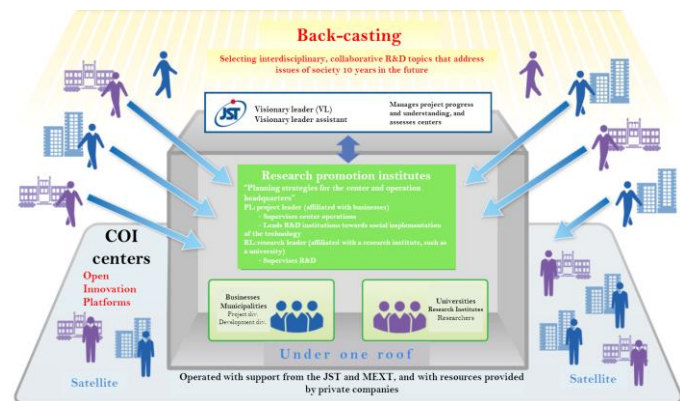 Back-casting
Selecting interdisciplinary, collaborative R&D topics that address
issues of society 10 years in the future
JST
Visionary leader (VL)
Visionary leader assistant
Manages project progress
and understanding, and
assesses centers
Research promotion institutes
"Planning strategies for the center and operation
headquarters"
PL: project leader (affiliated with businesses)
- Supervises center operations
- Leads R&D institutions towards social implementation
of the technology
RL: research leader (affiliated with a research institute, such as
a university)
- Supervises R&D
COI
centers
Open
Innovation
Platforms
Businesses
Municipalities
Project div.
Development div.
Universities
Research Institutes
Researchers
Under one roof
Satellite
Satellite
Operated with support from the JST and MEXT, and with resources provided
by private companies